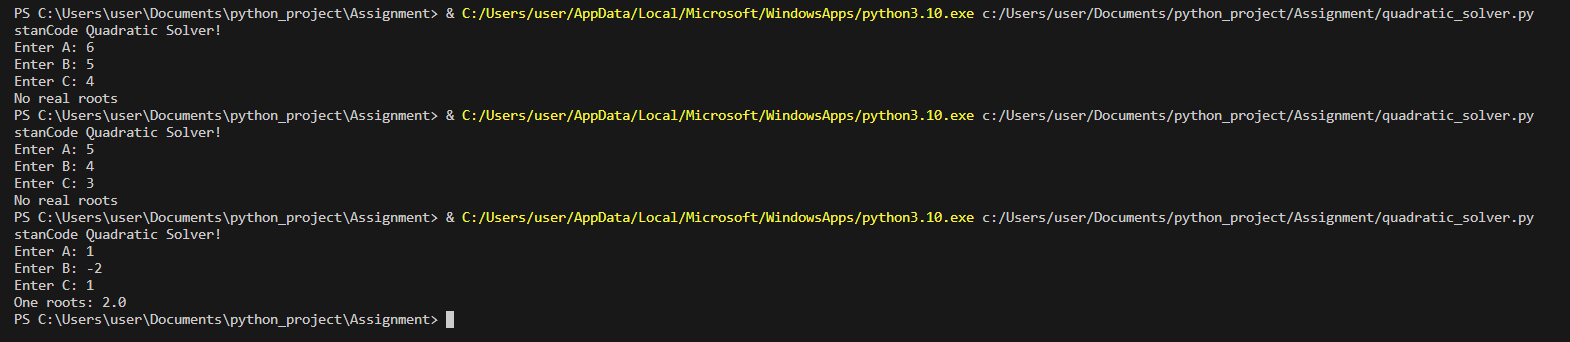 PS C:\Users\user\Documents\python_project\Assignment> & C:/Users/user/AppData/Local/Microsoft/WindowsApps/python3.10.exe c:/Users/user/Documents/python_project/Assignment/quadratic_solver.py
stanCode Quadratic Solver!
Enter A: 6
Enter B: 5
Enter C: 4
No real roots
PS C:\Users\user\Documents\python_project\Assignment> & C:/Users/user/AppData/Local/Microsoft/WindowsApps/python3.10.exe c:/Users/user/Documents/python_project/Assignment/quadratic_solver.py
stanCode Quadratic Solver!
Enter A: 5
Enter B: 4
Enter C: 3
No real roots
PS C:\Users\user\Documents\python_project\Assignment> & C:/Users/user/AppData/Local/Microsoft/WindowsApps/python3.10.exe c:/Users/user/Documents/python_project/Assignment/quadratic_solver.py
stanCode Quadratic Solver!
Enter A: 1
Enter B: -2
Enter C: 1
One roots: 2.0
PS C:\Users\user\Documents\python_project\Assignment>